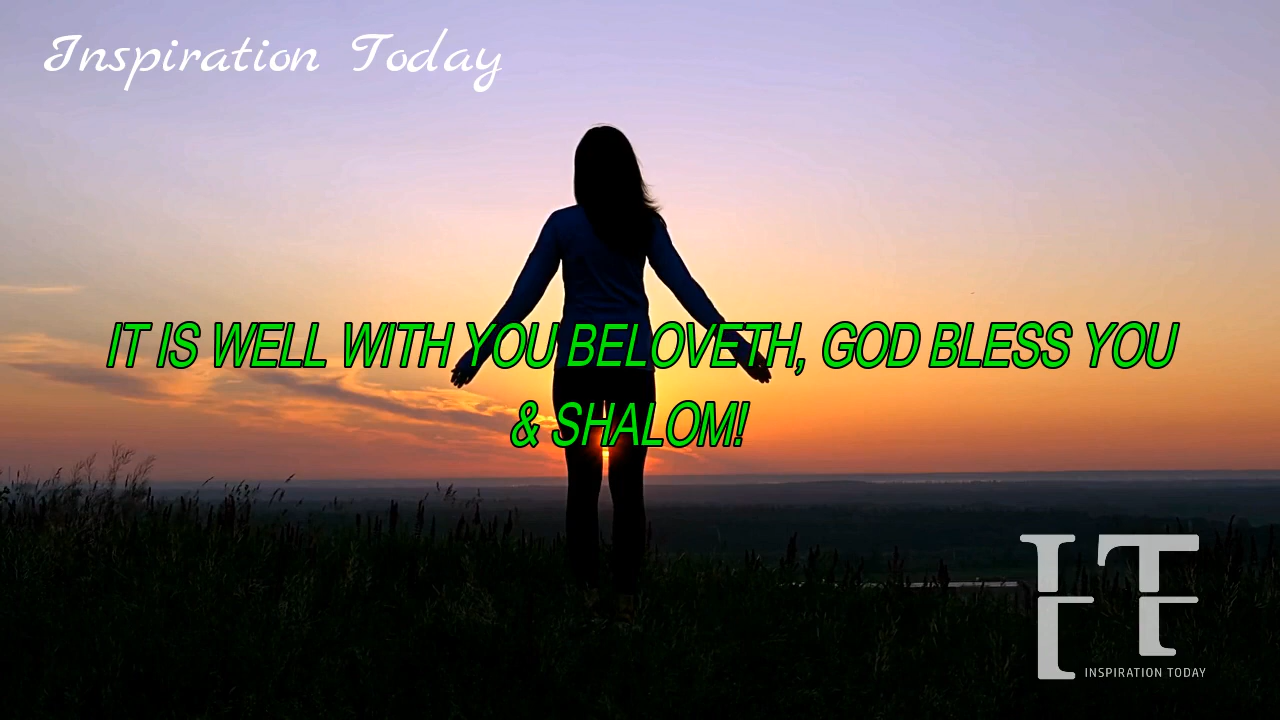 Inspiration Today
IT IS WELL WITH YOU BELOVETH, GOD BLESS YOU
& SHALOM!
IT
INSPIRATION TODAY